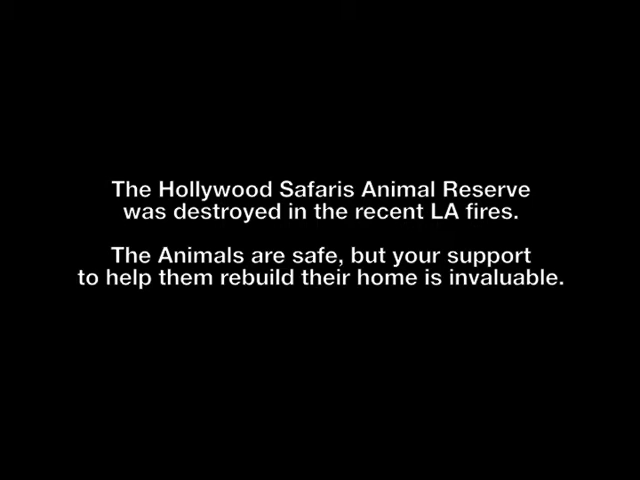 The Hollywood Safaris Animal Reserve
was destroyed in the recent LA fires.
The Animals are safe, but your support
to help them rebuild their home is invaluable.